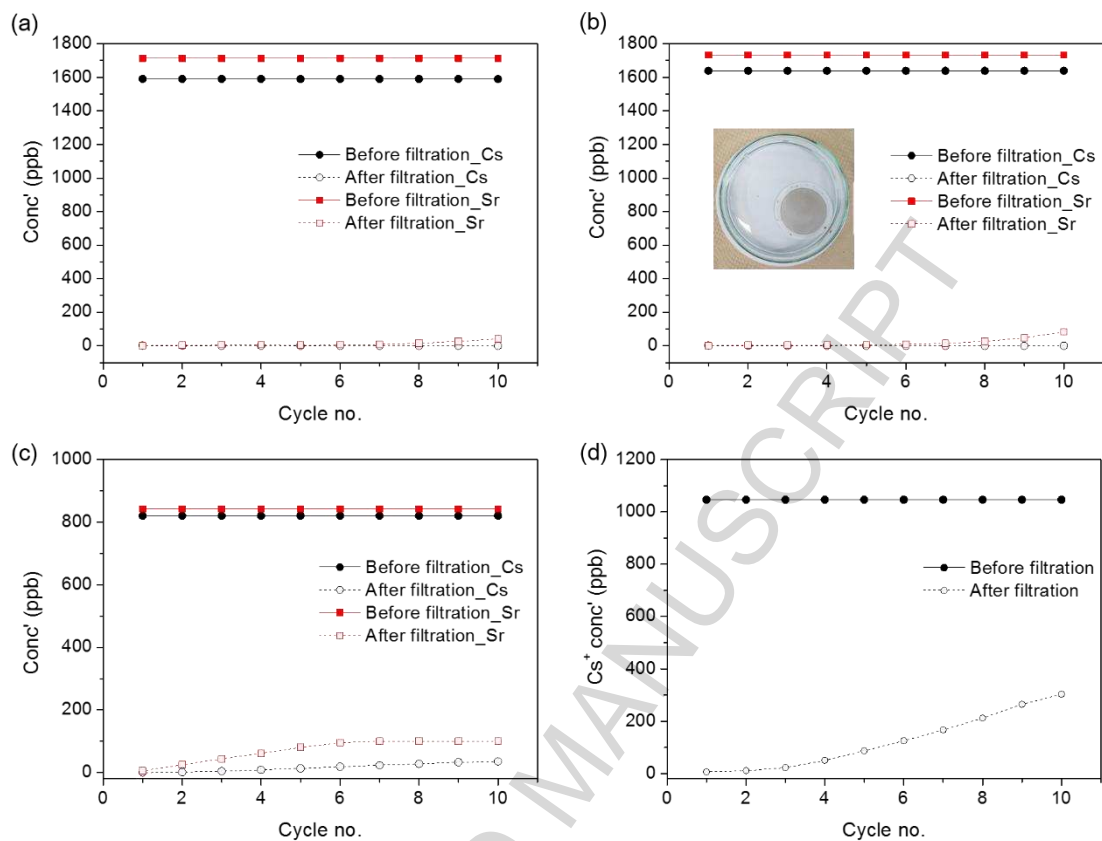 (a)
1800
1600
1400
1200
1000
800
600
400
200
0
Conc' (ppb)
Before filtration_Cs
After filtration_Cs
Before filtration_Sr
After filtration_Sr
0 2 4 6 8 10
Cycle no.
(b)
1800
1600
1400
1200
1000
800
600
400
200
0
Conc' (ppb)
Before filtration_Cs
After filtration_Cs
Before filtration_Sr
After filtration_Sr
0 2 4 6 8 10
Cycle no.
(c)
1000
800
600
400
200
0
Conc' (ppb)
Before filtration_Cs
After filtration_Cs
Before filtration_Sr
After filtration_Sr
0 2 4 6 8 10
Cycle no.
(d)
1200
1000
800
600
400
200
0
Cs⁺ conc' (ppb)
Before filtration
After filtration
0 2 4 6 8 10
Cycle no.
MANUSCRIPT